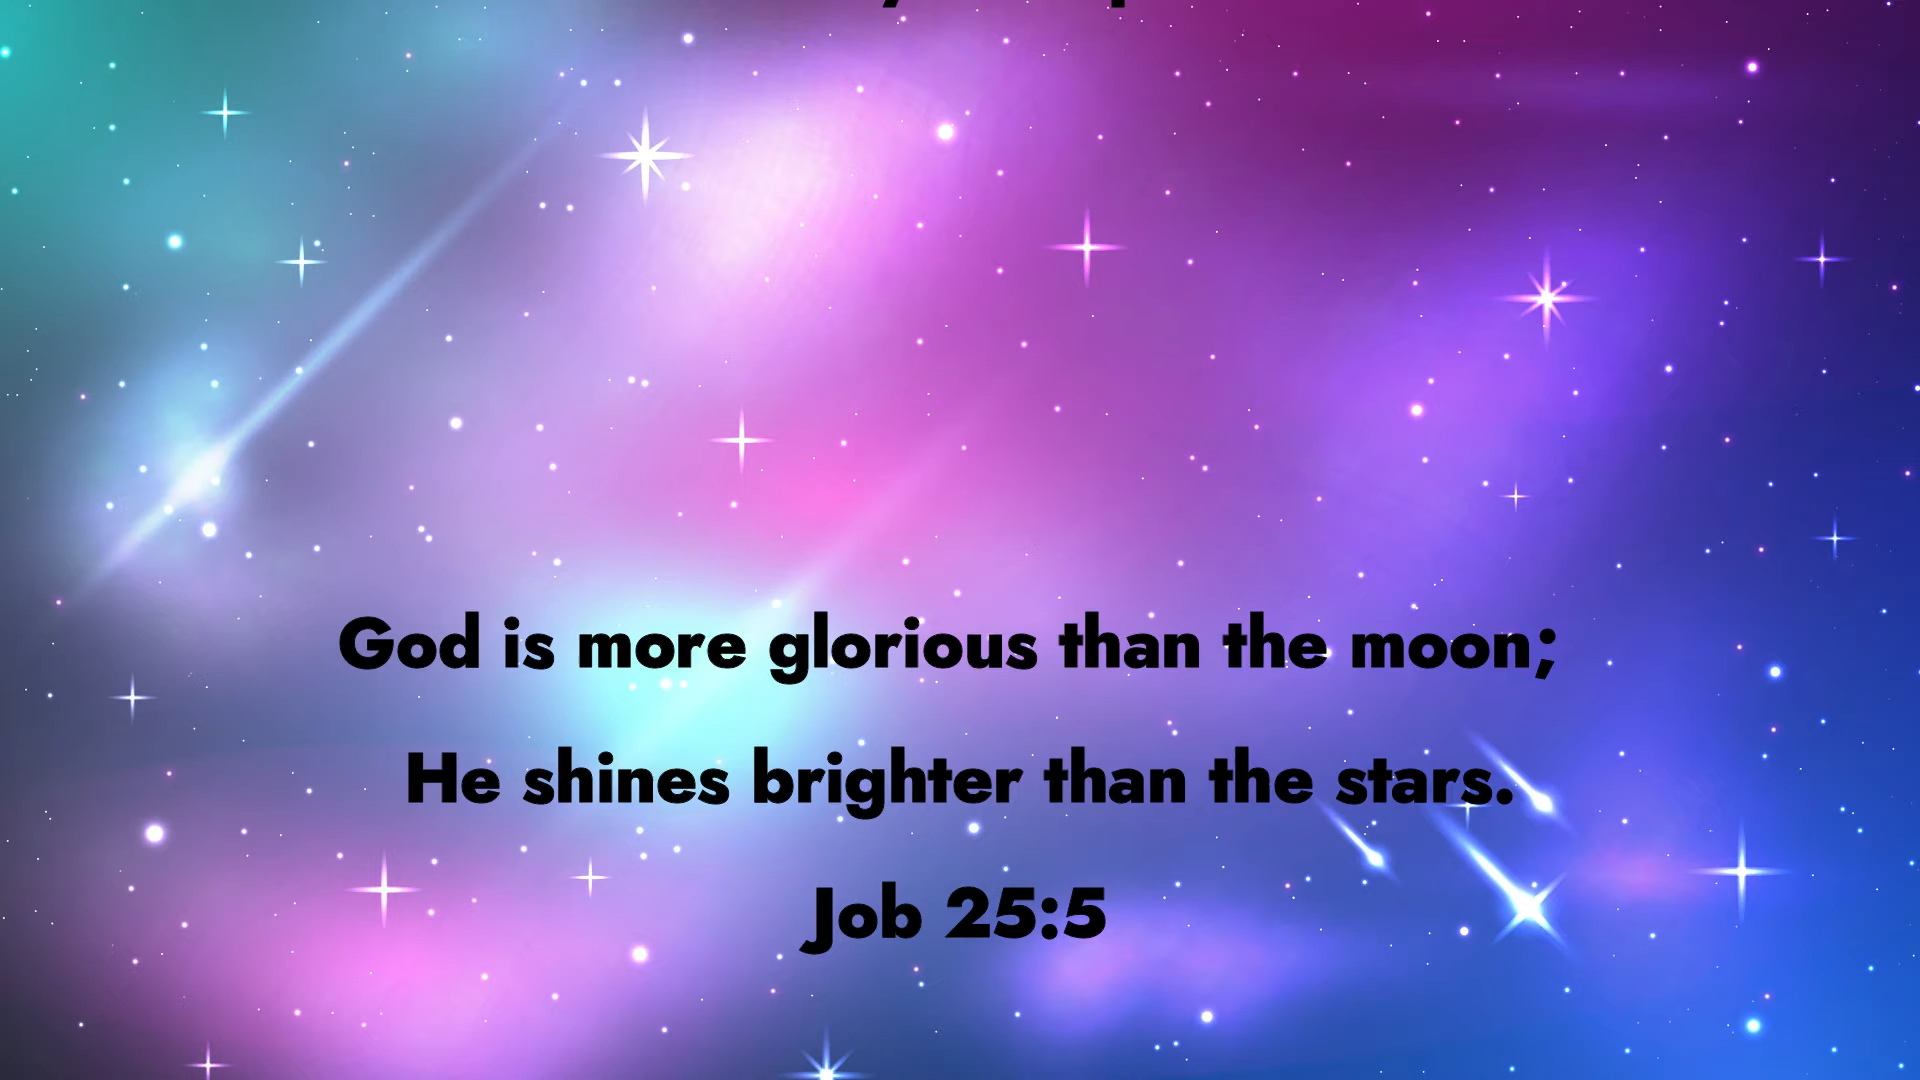 God is more glorious than the moon;
He shines brighter than the stars.
Job 25:5